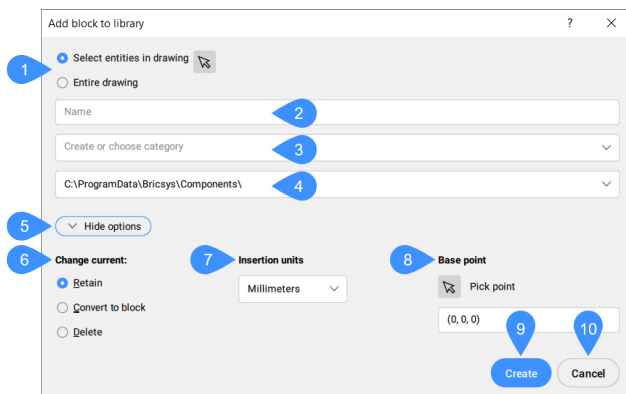 Add block to library ? ×
Select entities in drawing
1
Entire drawing
Name 2
Create or choose category 3
C:\ProgramData\Bricsys\Components\ 4
5 Hide options
6 Change current: 7 Insertion units 8 Base point
Retain Millimeters Pick point
Convert to block
(0, 0, 0) 9 10
Delete
Create Cancel